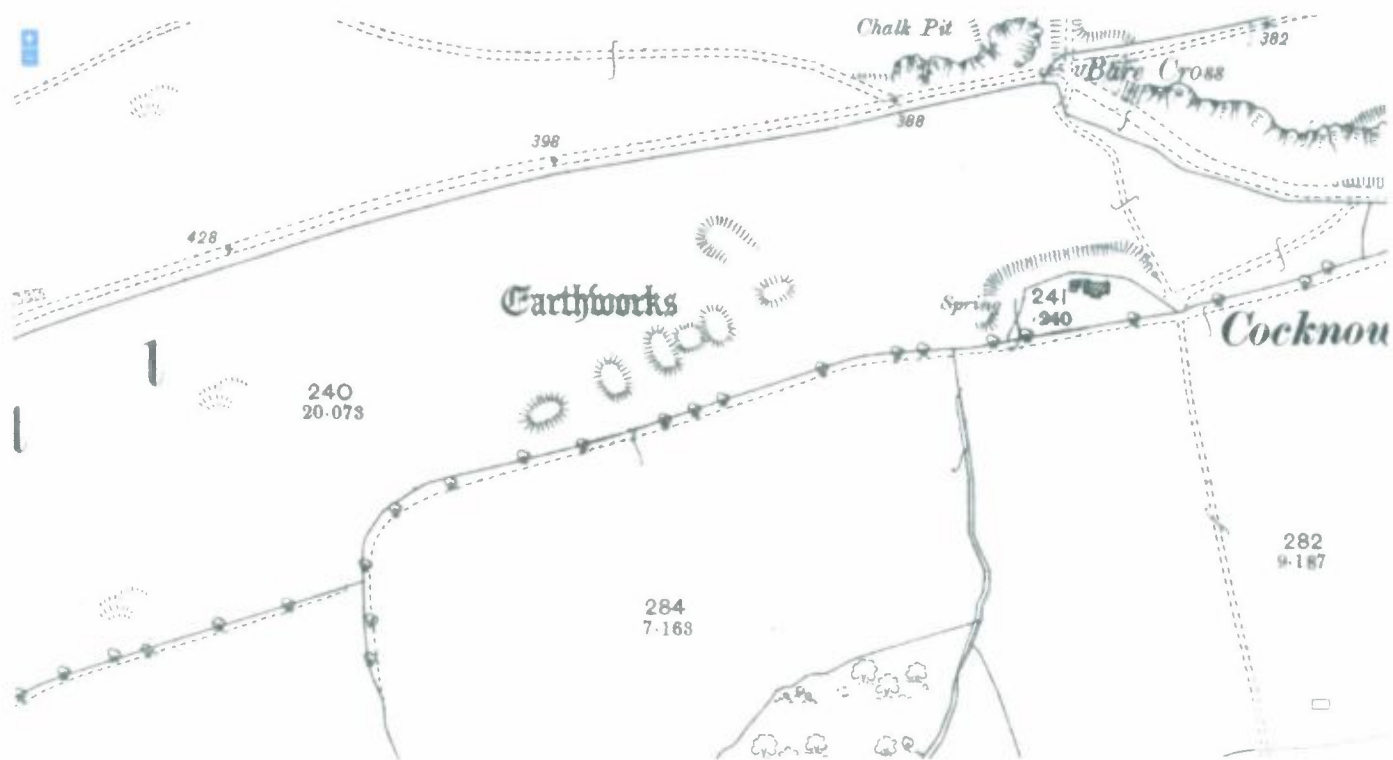 Chalk Pit
382
Bare Cross
388
398
428
Earthworks
Spring
241
.240
Cocknow
240
20.073
282
9.187
284
7.163